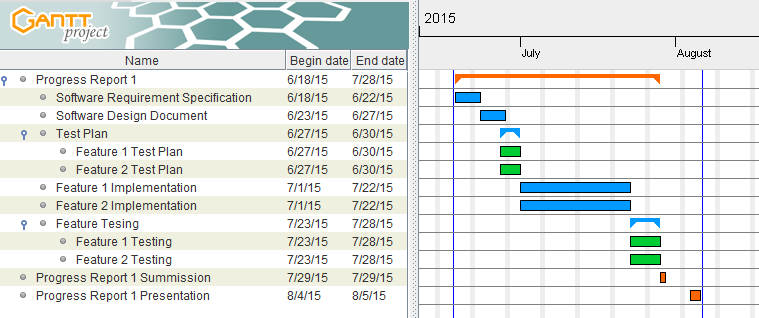 GANTT
project
2015
July
August
Name Begin date End date
Progress Report 1 6/18/15 7/28/15
Software Requirement Specification 6/18/15 6/22/15
Software Design Document 6/23/15 6/27/15
Test Plan 6/27/15 6/30/15
Feature 1 Test Plan 6/27/15 6/30/15
Feature 2 Test Plan 6/27/15 6/30/15
Feature 1 Implementation 7/1/15 7/22/15
Feature 2 Implementation 7/1/15 7/22/15
Feature Tesing 7/23/15 7/28/15
Feature 1 Testing 7/23/15 7/28/15
Feature 2 Testing 7/23/15 7/28/15
Progress Report 1 Summission 7/29/15 7/29/15
Progress Report 1 Presentation 8/4/15 8/5/15